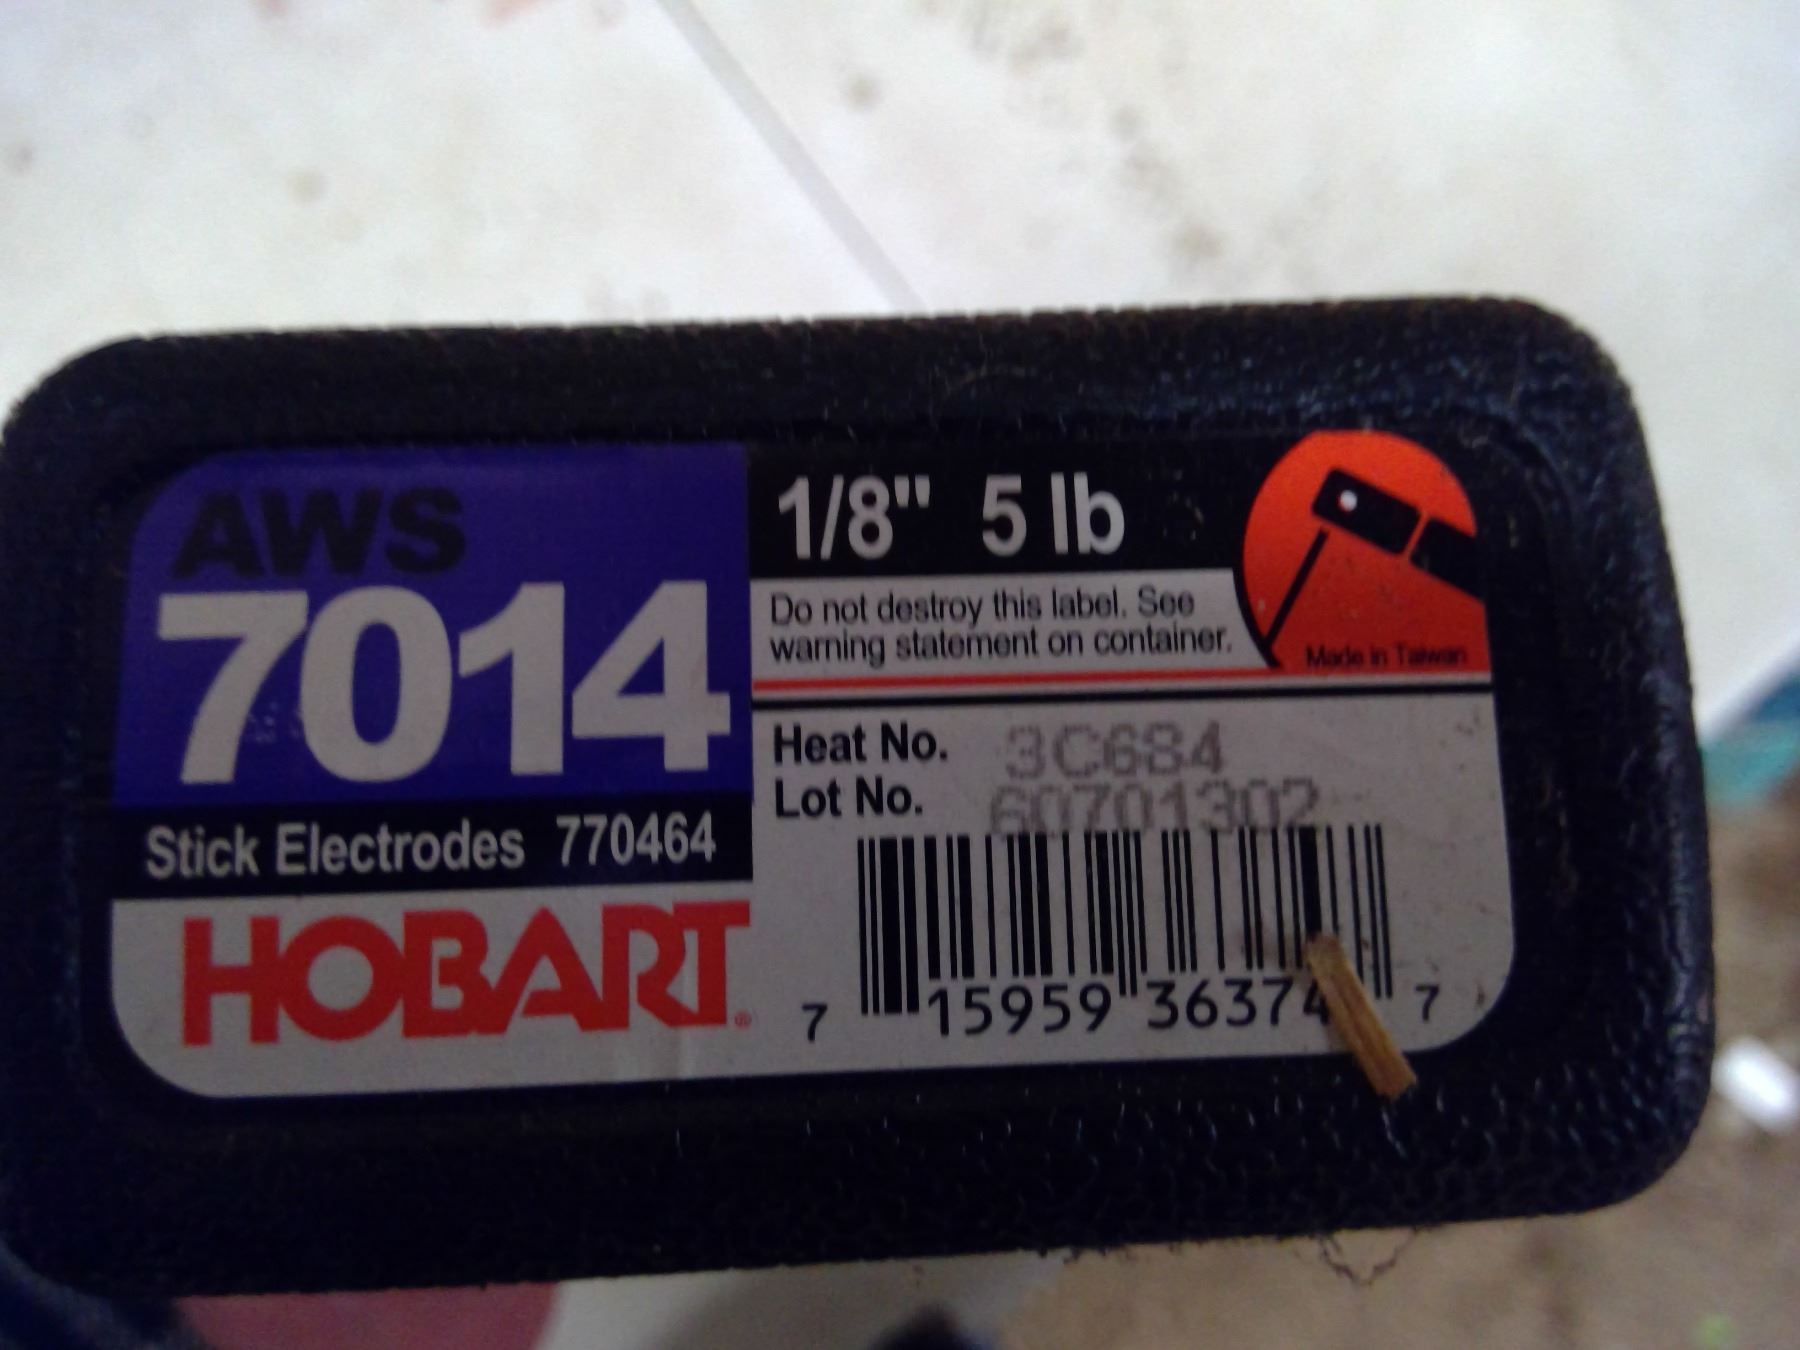 AWS
7014
Stick Electrodes 770464
HOBART®
1/8" 5 lb
Do not destroy this label. See
warning statement on container.
Made in Taiwan
Heat No. 3C684
Lot No. 60701302
7 15959 36374 7